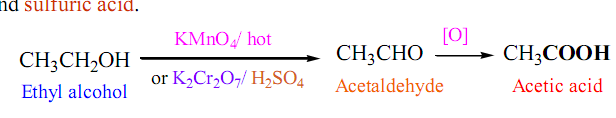 nd sulfuric acid.
KMnO₄/ hot
[O]
CH₃CH₂OH CH₃CHO CH₃COOH
or K₂Cr₂O₇/ H₂SO₄
Ethyl alcohol Acetaldehyde Acetic acid